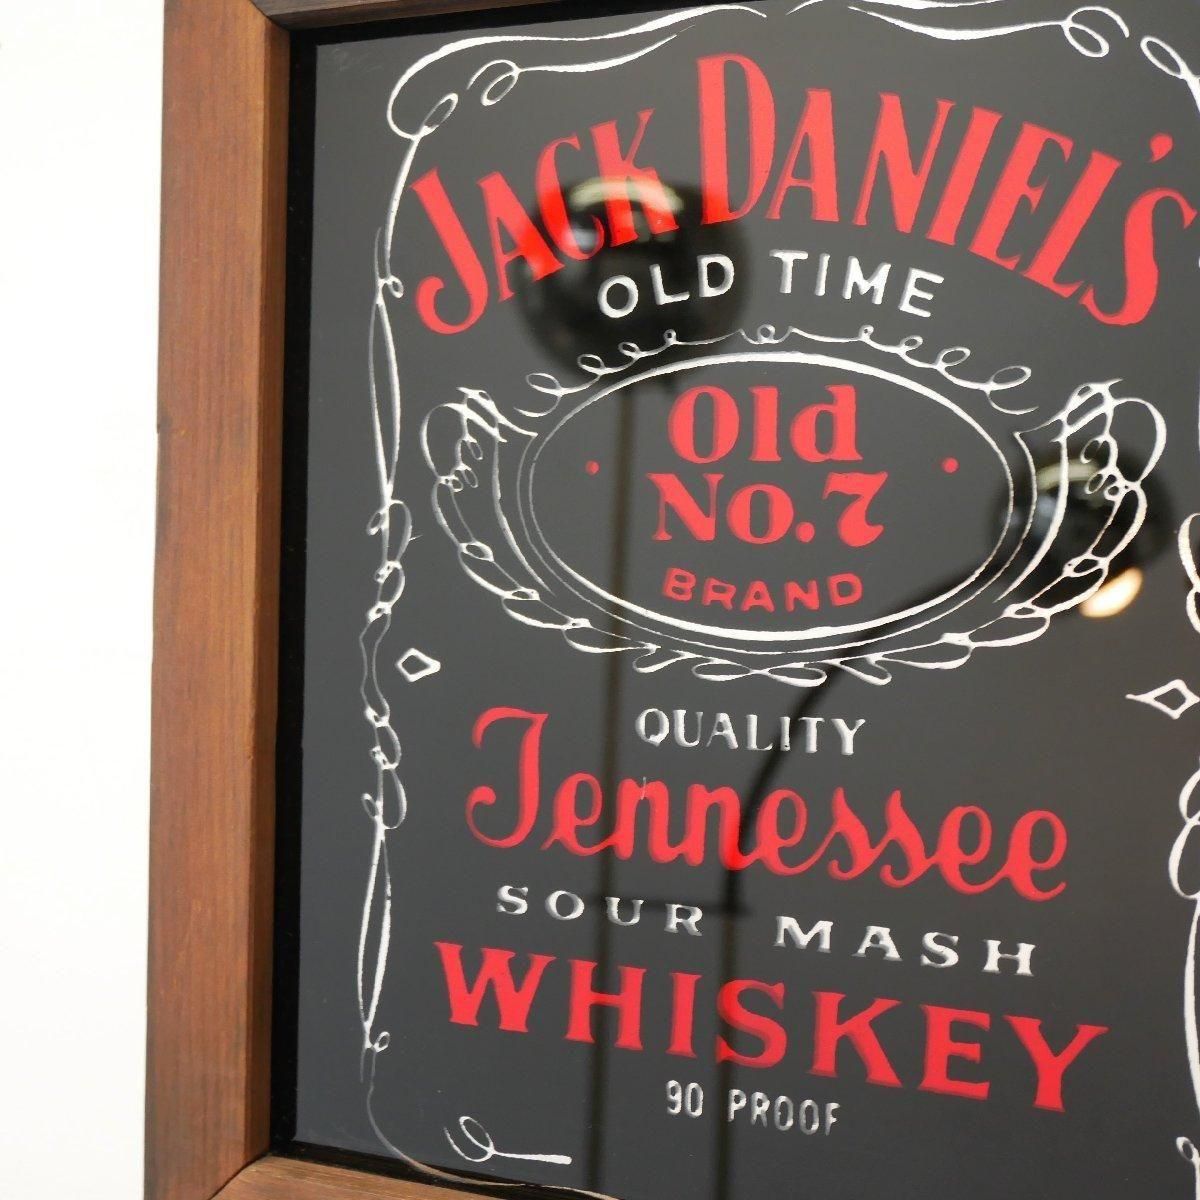 JACK DANIEL'S
OLD TIME
Old
No. 7
BRAND
QUALITY
Tennessee
SOUR MASH
WHISKEY
90 PROOF